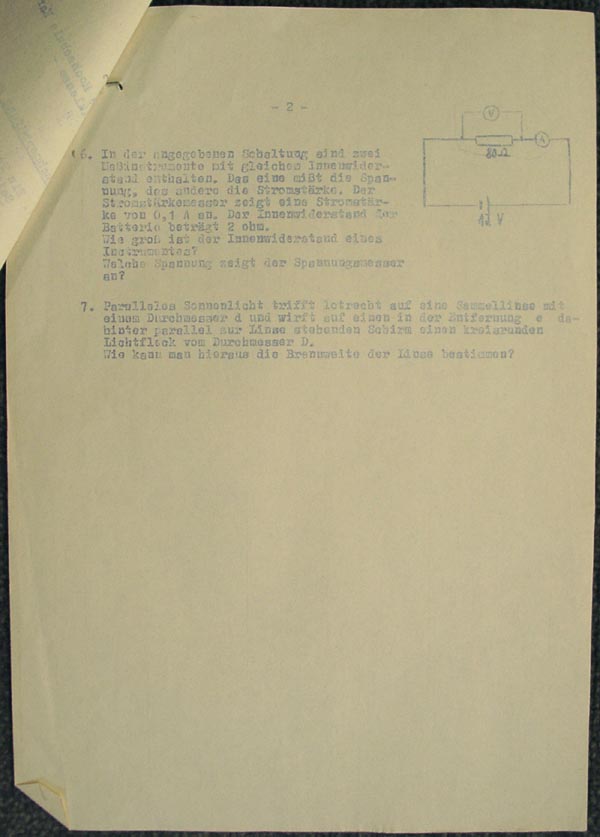 - 2 -
V
A
80 Ω
12 V
6. In der angegebenen Schaltung sind zwei
Meßinstrumente mit gleichem Innenwider-
stand enthalten. Das eine mißt die Span-
nung, das andere die Stromstärke. Der
Stromstärkemesser zeigt eine Stromstär-
ke von 0,1 A an. Der Innenwiderstand der
Batterie beträgt 2 ohm.
Wie groß ist der Innenwiderstand eines
Instrumentes?
Welche Spannung zeigt der Spannungsmesser
an?
7. Paralleles Sonnenlicht trifft lotrecht auf eine Sammellinse mit
einem Durchmesser d und wirft auf einen in der Entfernung e da-
hinter parallel zur Linse stehenden Schirm einen kreisrunden
Lichtfleck vom Durchmesser D.
Wie kann man hieraus die Brennweite der Linse bestimmen?